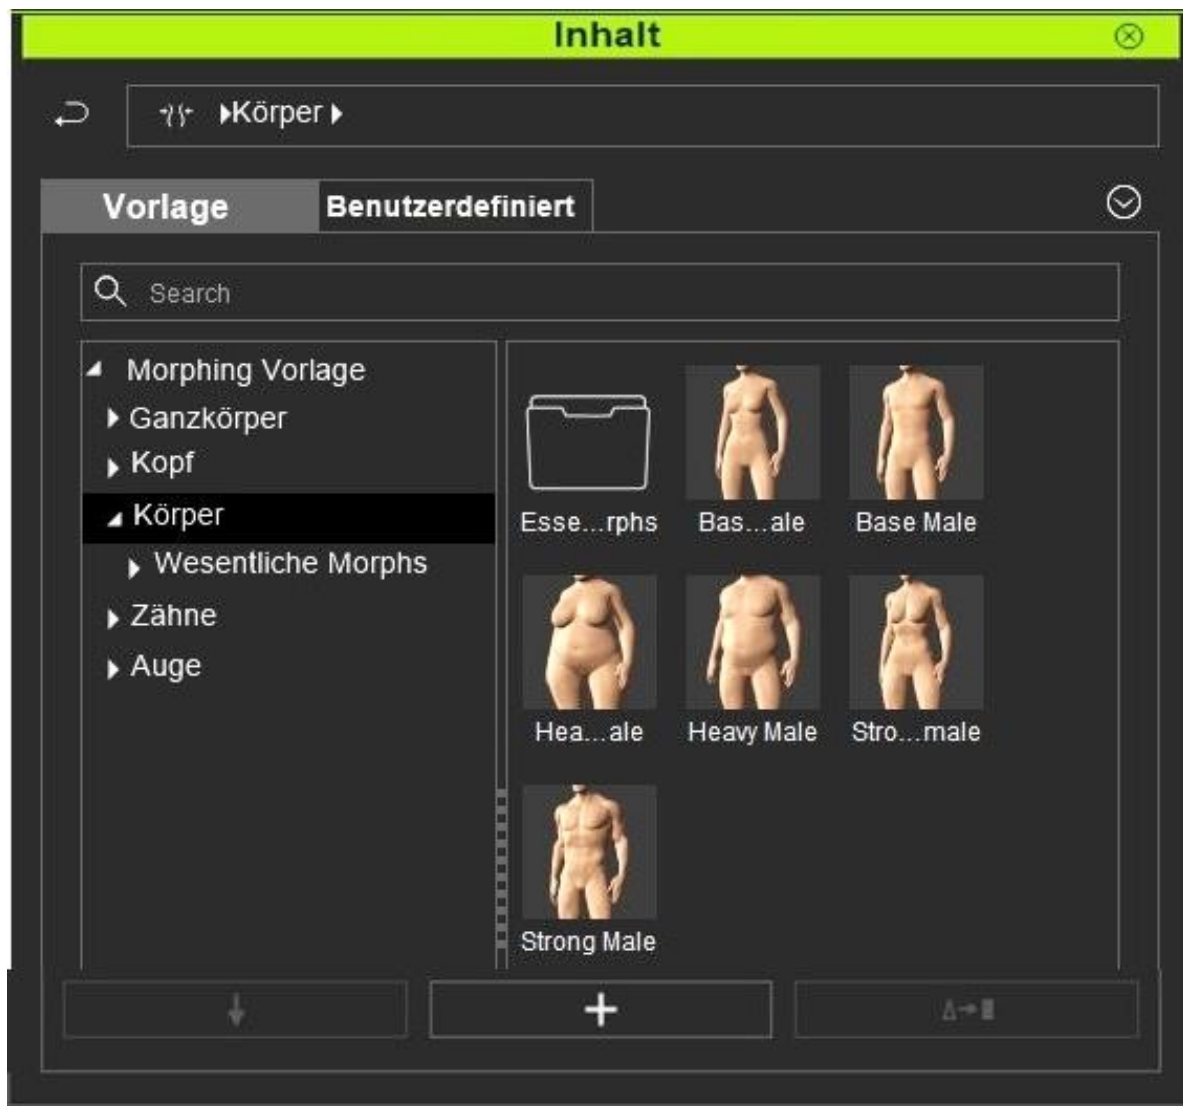 Inhalt
Körper
Vorlage
Benutzerdefiniert
Search
Morphing Vorlage
Ganzkörper
Kopf
Körper
Wesentliche Morphs
Zähne
Auge
Esse...rphs
Bas...ale
Base Male
Hea...ale
Heavy Male
Stro...male
Strong Male